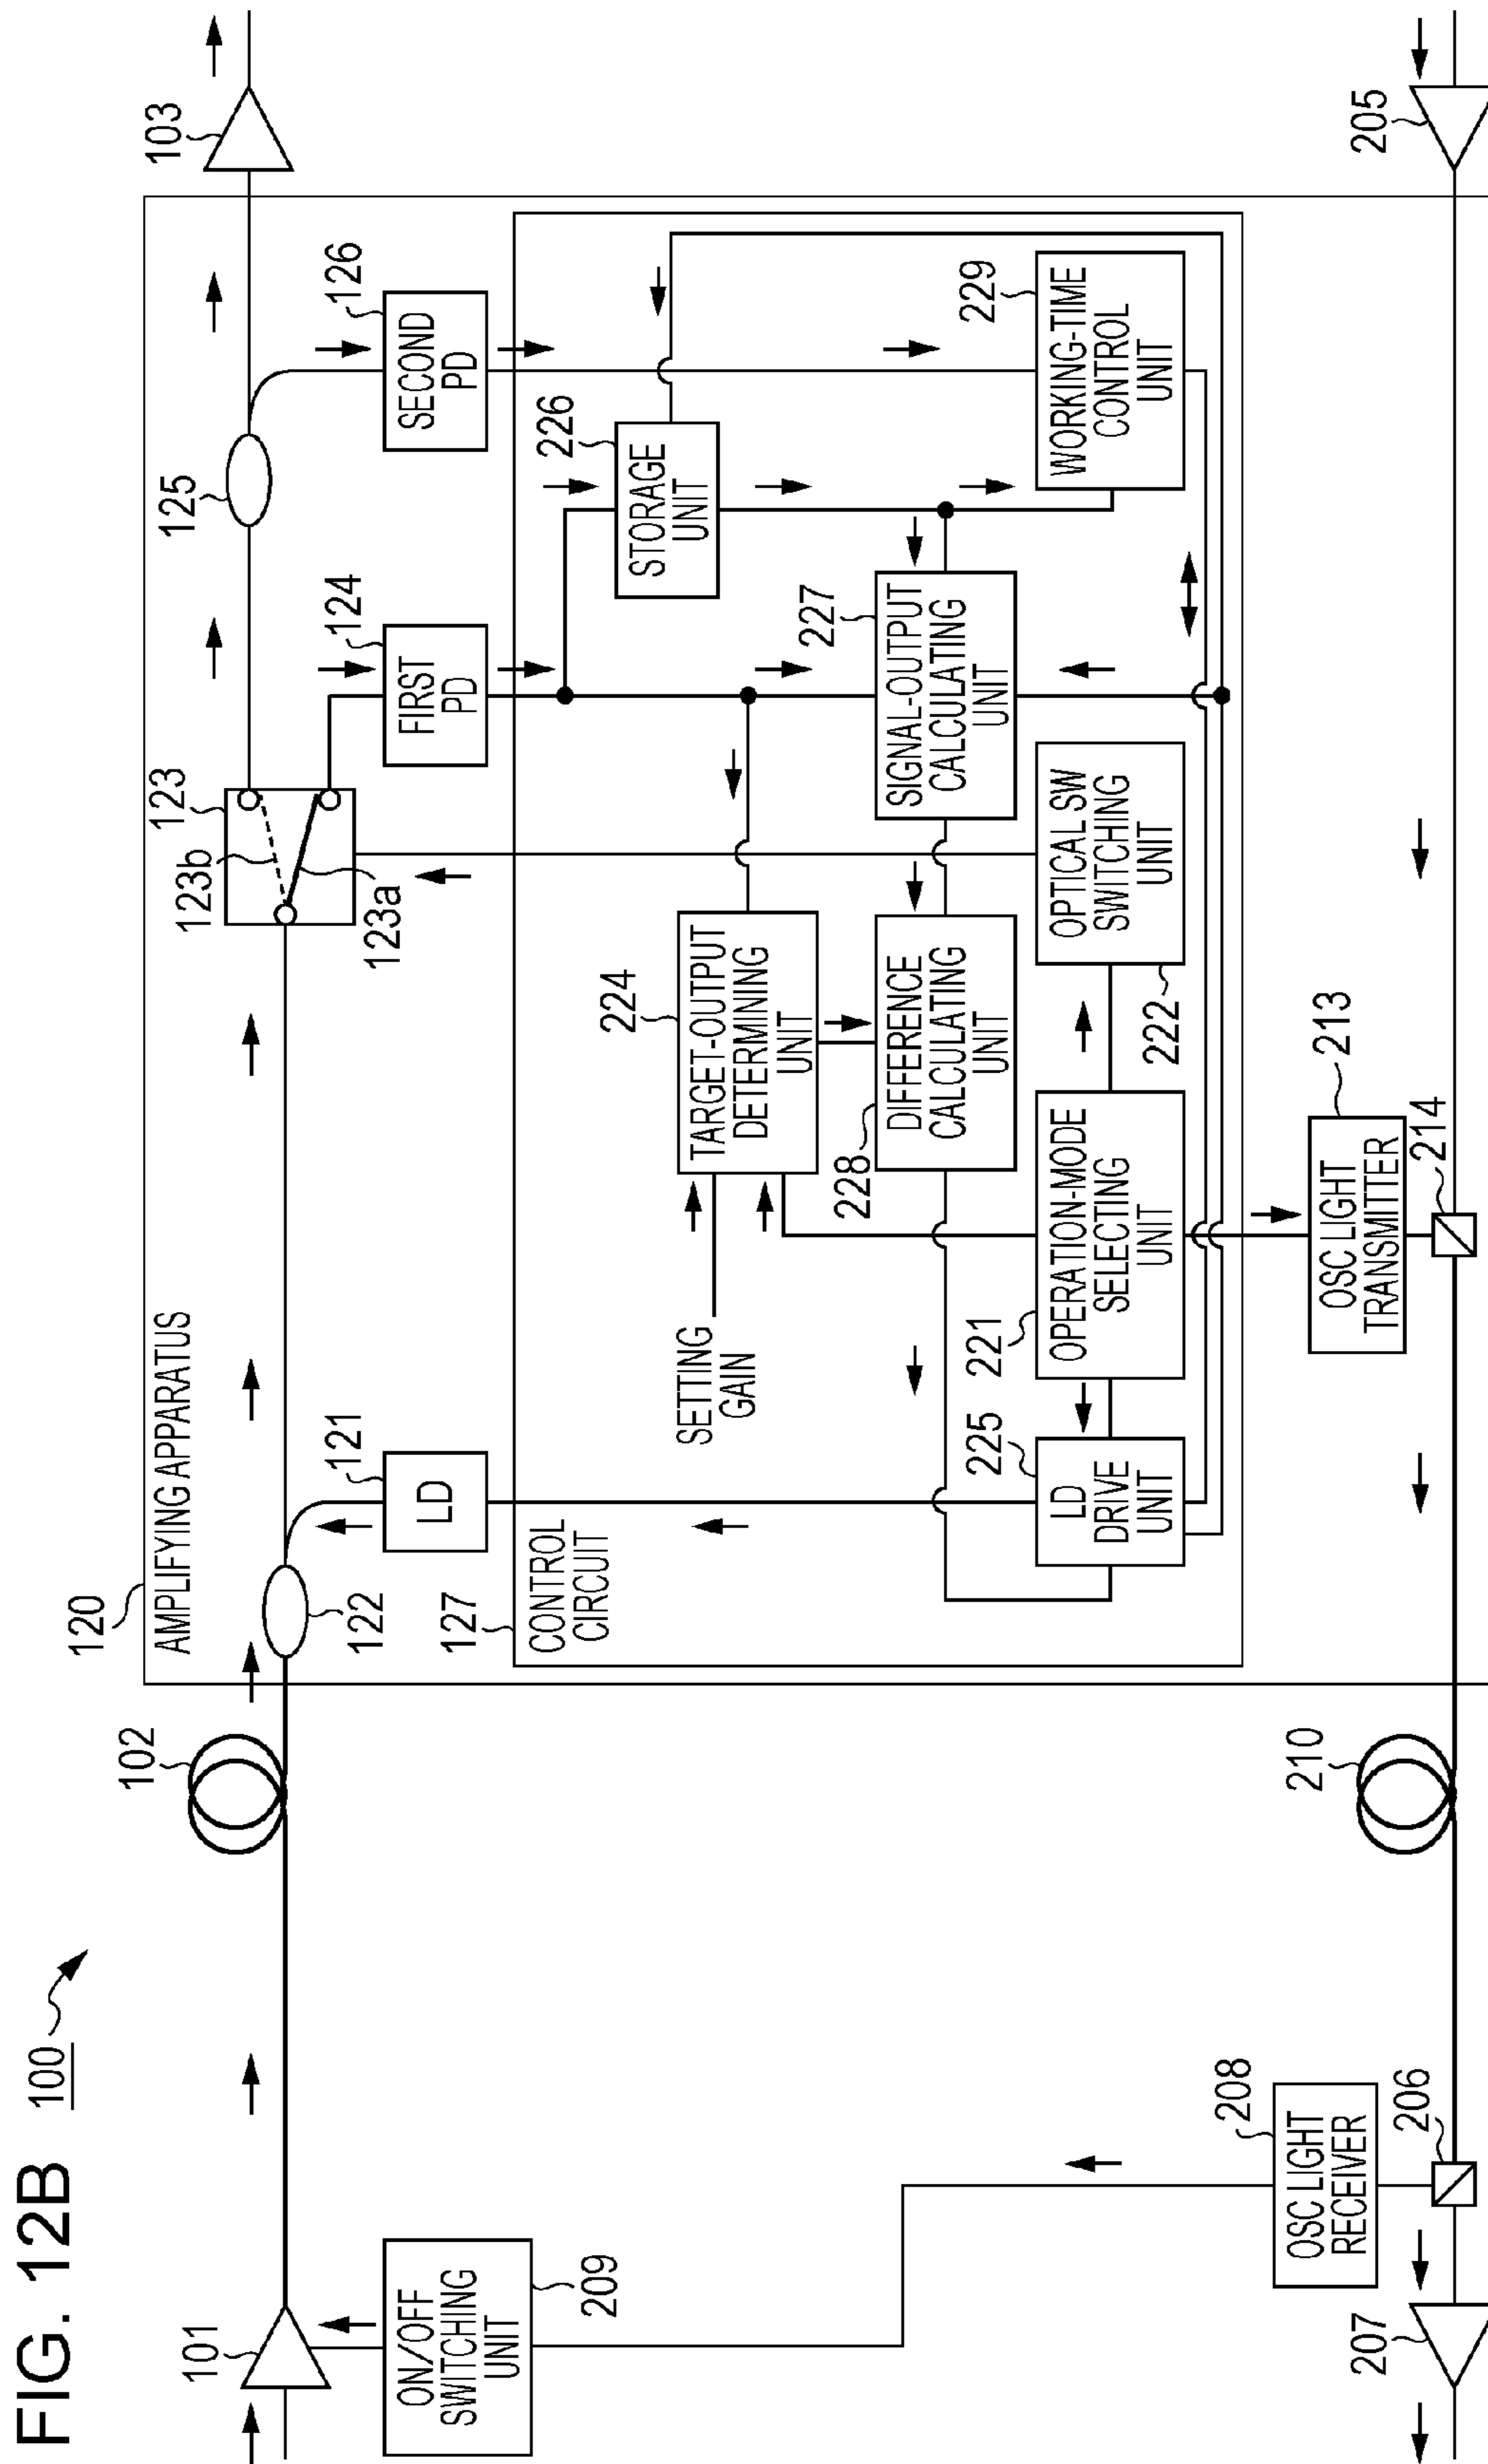 FIG. 12B
100
120
AMPLIFYING APPARATUS
101
102
122
121
LD
123
123b
123a
125
103
ON/OFF
SWITCHING
UNIT
209
127
CONTROL
CIRCUIT
124
FIRST
PD
126
SECOND
PD
226
STORAGE
UNIT
SETTING
GAIN
224
TARGET-OUTPUT
DETERMINING
UNIT
228
DIFFERENCE
CALCULATING
UNIT
227
SIGNAL-OUTPUT
CALCULATING
UNIT
225
LD
DRIVE
UNIT
221
OPERATION-MODE
SELECTING
UNIT
222
OPTICAL SW
SWITCHING
UNIT
229
WORKING-TIME
CONTROL
UNIT
208
OSC LIGHT
RECEIVER
213
OSC LIGHT
TRANSMITTER
207
206
210
214
205